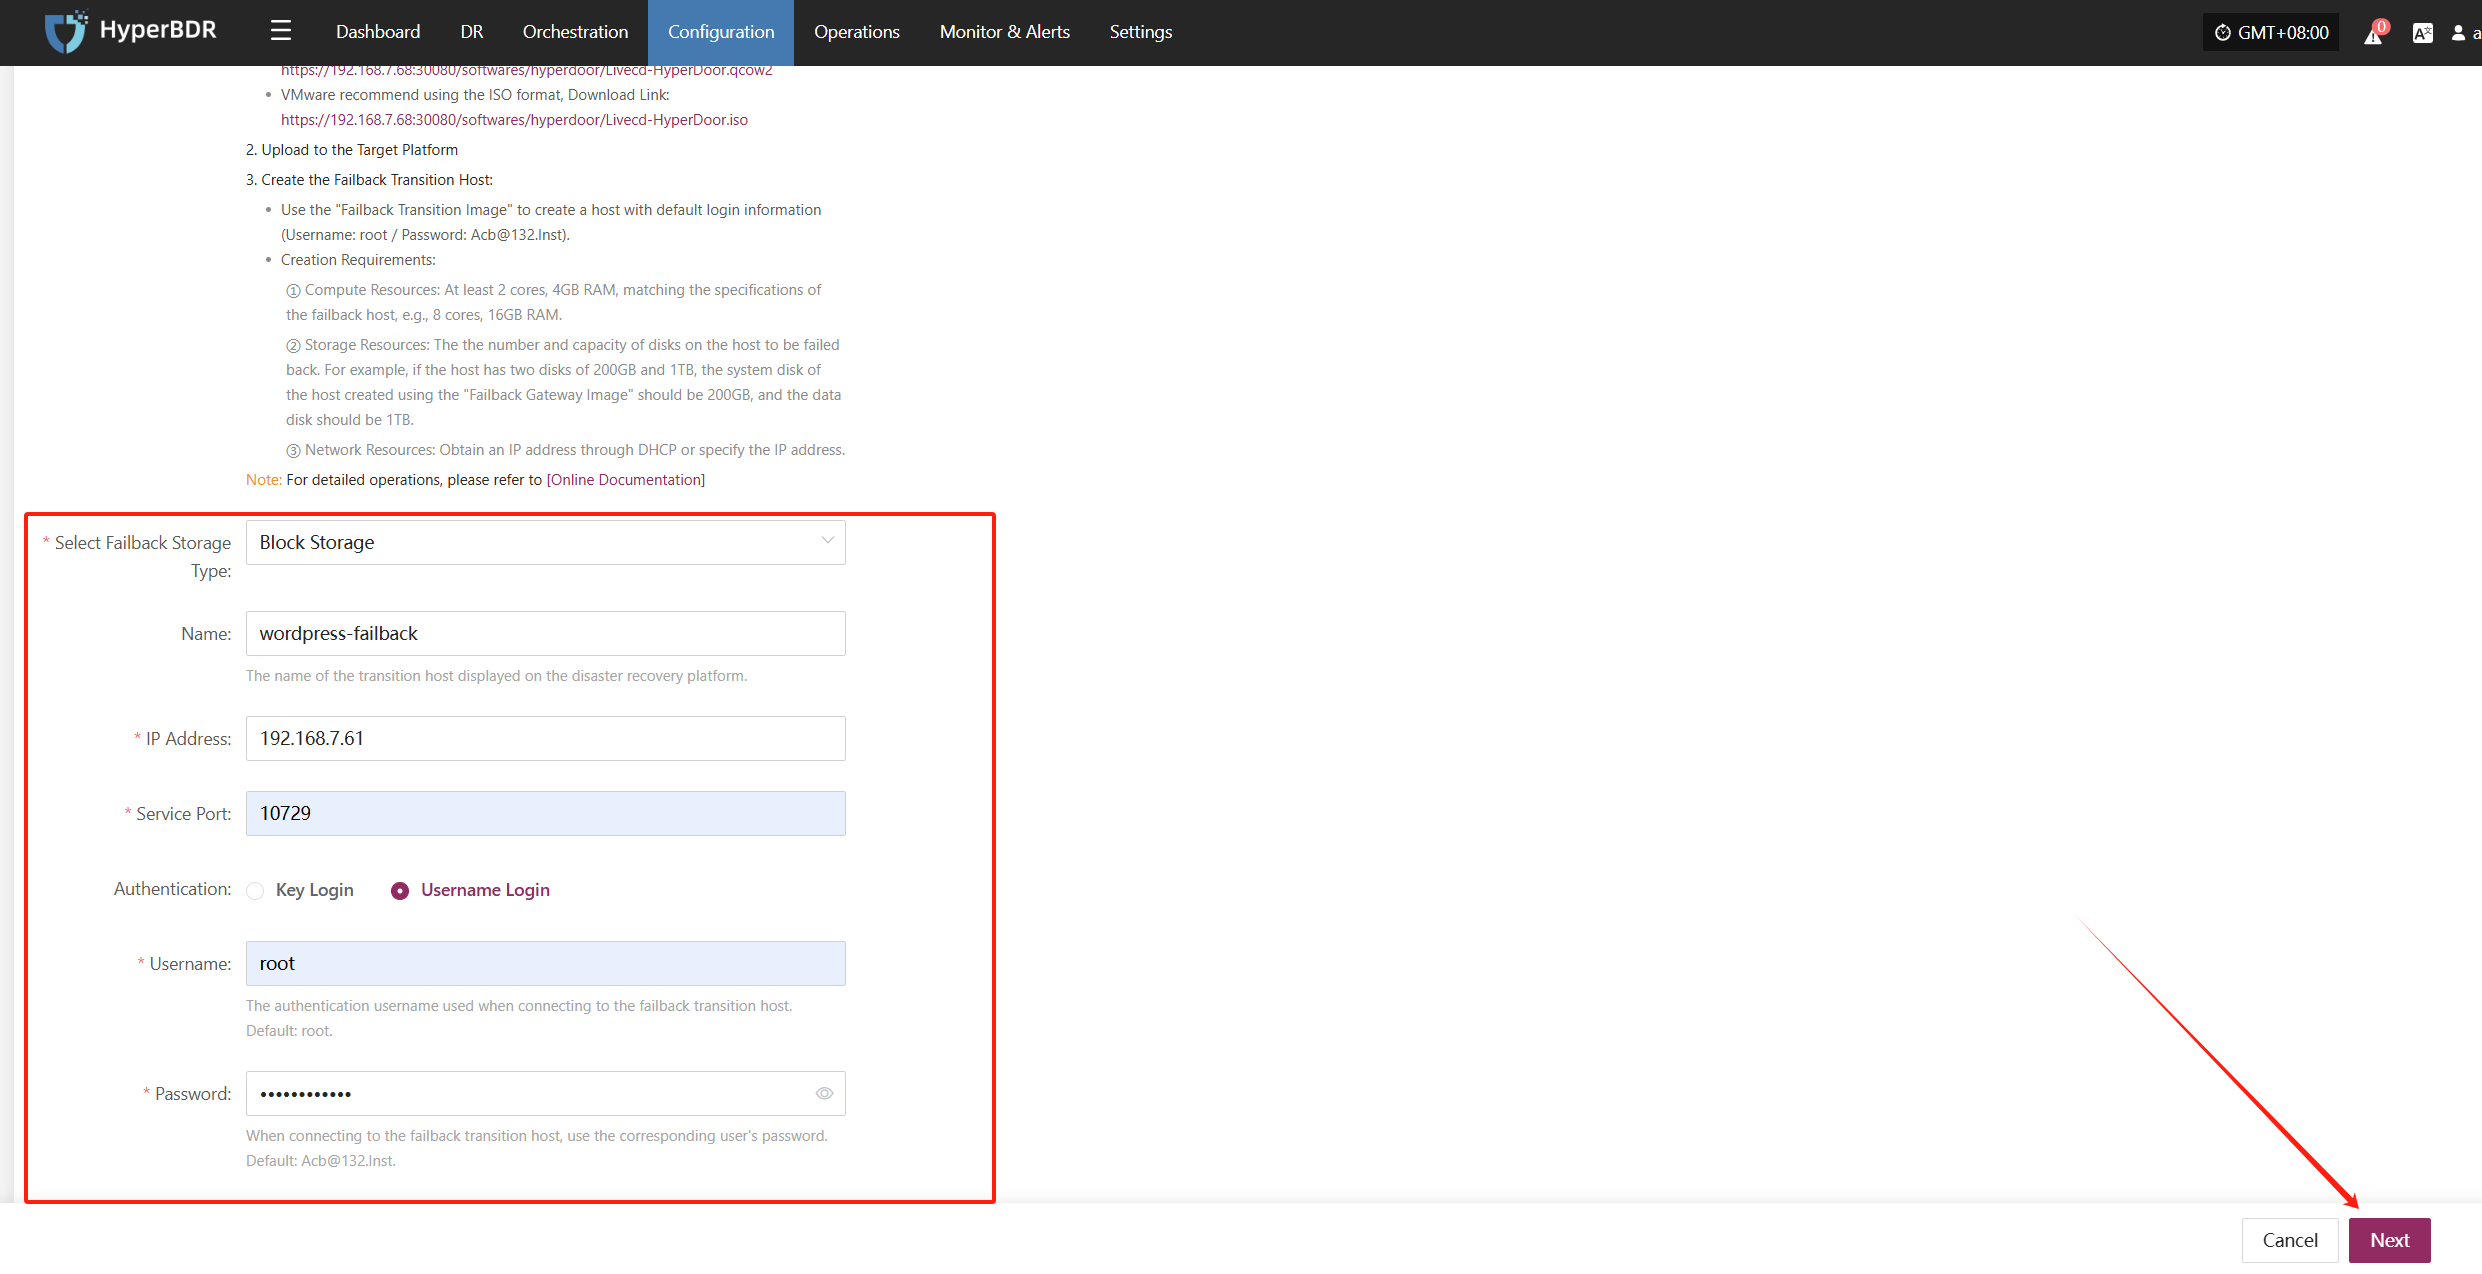 HyperBDR
Dashboard
DR
Orchestration
Configuration
Operations
Monitor & Alerts
Settings
GMT+08:00
0
a
https://192.168.7.68:30080/softwares/hyperdoor/Livecd-HyperDoor.qcow2
• VMware recommend using the ISO format, Download Link:
https://192.168.7.68:30080/softwares/hyperdoor/Livecd-HyperDoor.iso
2. Upload to the Target Platform
3. Create the Failback Transition Host:
• Use the "Failback Transition Image" to create a host with default login information
(Username: root / Password: Acb@132.Inst).
• Creation Requirements:
① Compute Resources: At least 2 cores, 4GB RAM, matching the specifications of
the failback host, e.g., 8 cores, 16GB RAM.
② Storage Resources: The the number and capacity of disks on the host to be failed
back. For example, if the host has two disks of 200GB and 1TB, the system disk of
the host created using the "Failback Gateway Image" should be 200GB, and the data
disk should be 1TB.
③ Network Resources: Obtain an IP address through DHCP or specify the IP address.
Note: For detailed operations, please refer to [Online Documentation]
* Select Failback Storage Type:
Block Storage
Name:
wordpress-failback
The name of the transition host displayed on the disaster recovery platform.
* IP Address:
192.168.7.61
* Service Port:
10729
Authentication:
Key Login
Username Login
* Username:
root
The authentication username used when connecting to the failback transition host.
Default: root.
* Password:
••••••••••••
When connecting to the failback transition host, use the corresponding user's password.
Default: Acb@132.Inst.
Cancel
Next